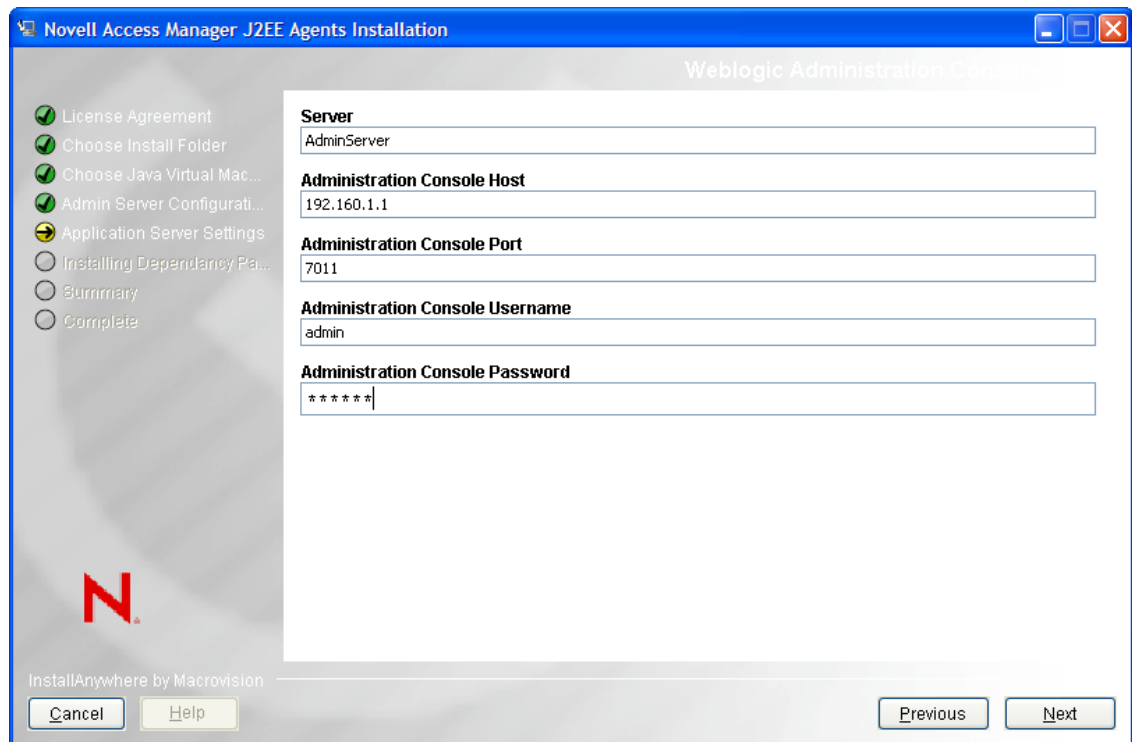 Novell Access Manager J2EE Agents Installation
Weblogic Administration Console
License Agreement
Choose Install Folder
Choose Java Virtual Mac...
Admin Server Configurati...
Application Server Settings
Installing Dependancy Pa...
Summary
Complete
Server
AdminServer
Administration Console Host
192.160.1.1
Administration Console Port
7011
Administration Console Username
admin
Administration Console Password
******
N
InstallAnywhere by Macrovision
Cancel
Help
Previous
Next